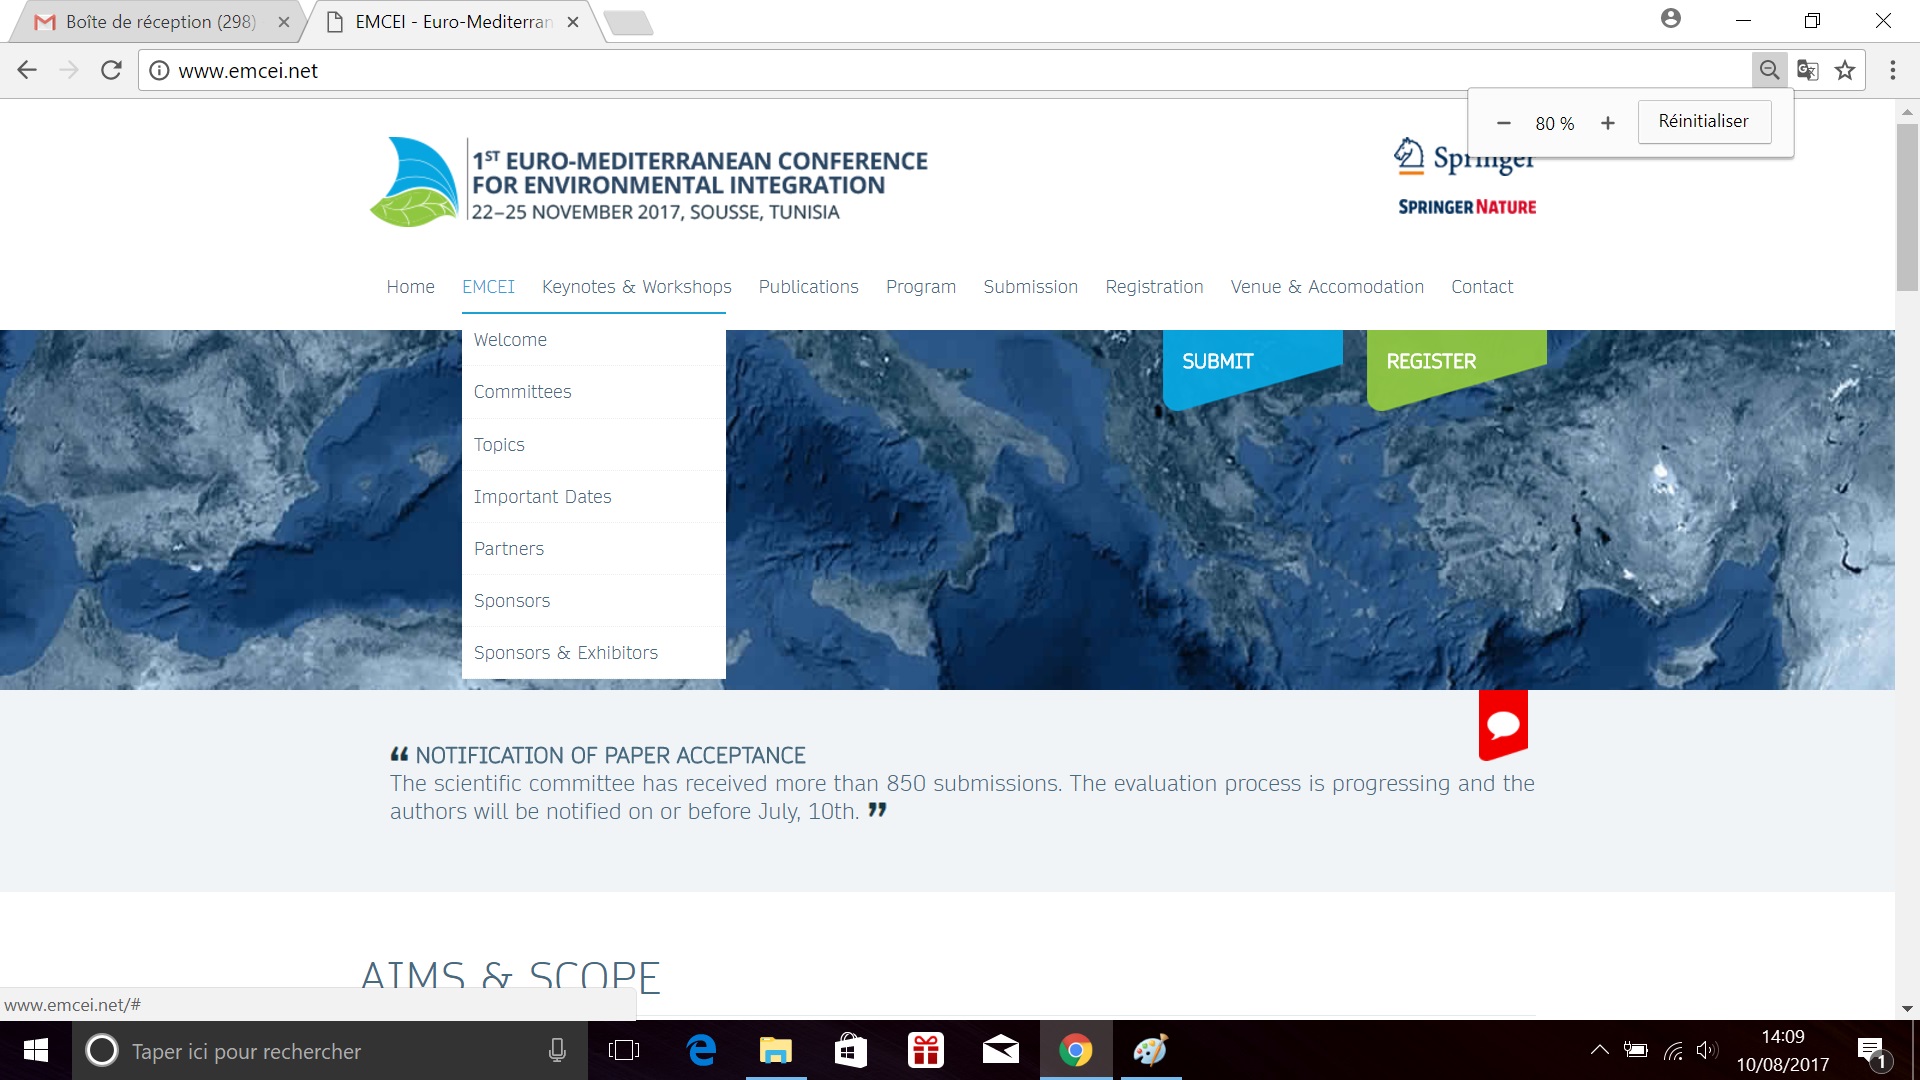 Boîte de réception (298)
EMCEI - Euro-Mediterran
www.emcei.net
80 %
Réinitialiser
1ST EURO-MEDITERRANEAN CONFERENCE
FOR ENVIRONMENTAL INTEGRATION
22–25 NOVEMBER 2017, SOUSSE, TUNISIA
Springer
SPRINGER NATURE
Home EMCEI Keynotes & Workshops Publications Program Submission Registration Venue & Accomodation Contact
Welcome
Committees
Topics
Important Dates
Partners
Sponsors
Sponsors & Exhibitors
SUBMIT
REGISTER
❝ NOTIFICATION OF PAPER ACCEPTANCE
The scientific committee has received more than 850 submissions. The evaluation process is progressing and the
authors will be notified on or before July, 10th. ❞
AIMS & SCOPE
www.emcei.net/#
Taper ici pour rechercher
14:09
10/08/2017
1